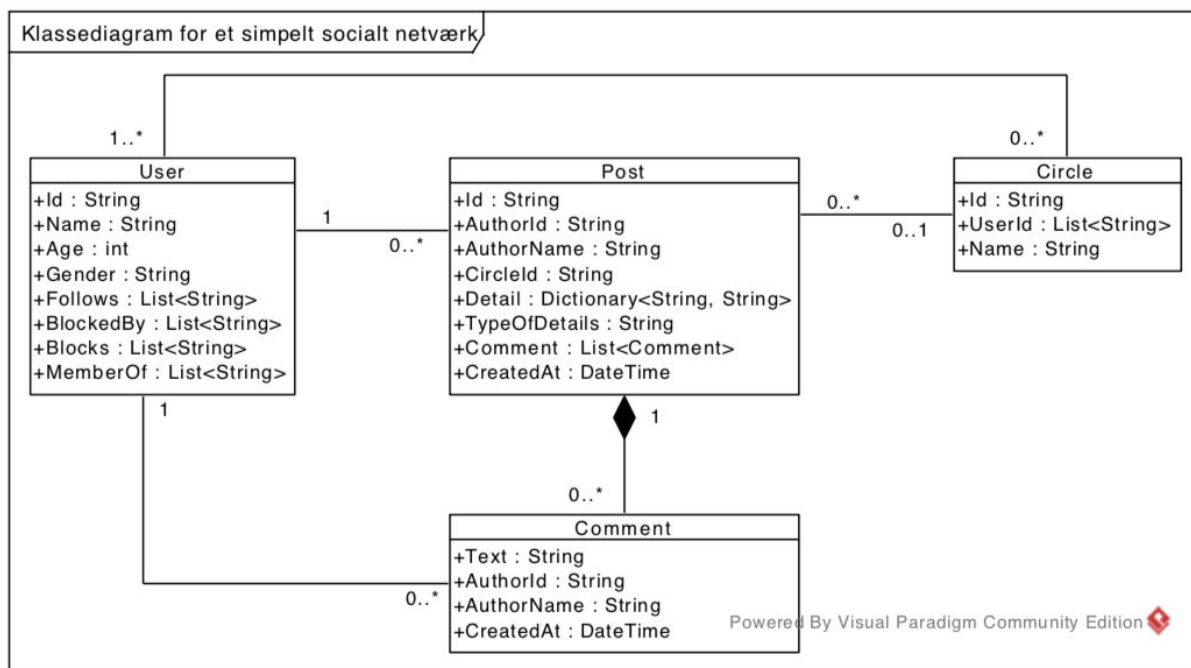 Klassediagram for et simpelt socialt netværk
1..*
0..*
User
+Id : String
+Name : String
+Age : int
+Gender : String
+Follows : List<String>
+BlockedBy : List<String>
+Blocks : List<String>
+MemberOf : List<String>
1
0..*
Post
+Id : String
+AuthorId : String
+AuthorName : String
+CircleId : String
+Detail : Dictionary<String, String>
+TypeOfDetails : String
+Comment : List<Comment>
+CreatedAt : DateTime
0..*
0..1
Circle
+Id : String
+UserId : List<String>
+Name : String
1
1
0..*
0..*
Comment
+Text : String
+AuthorId : String
+AuthorName : String
+CreatedAt : DateTime
Powered By Visual Paradigm Community Edition